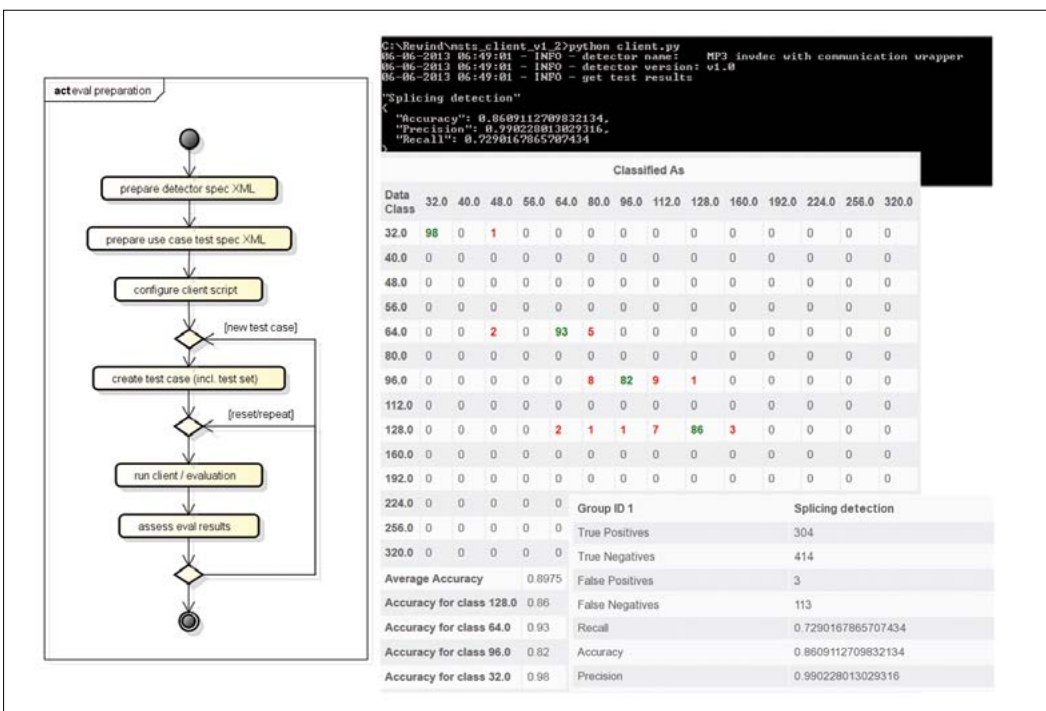 act eval preparation
prepare detector spec XML
prepare use case test spec XML
configure client script
[new test case]
create test case (incl. test set)
[reset/repeat]
run client / evaluation
assess eval results
C:\Rewind\nsts_client_v1_2>python client.py
06-06-2013 06:49:01 - INFO - detector name: MP3 invdec with communication wrapper
06-06-2013 06:49:01 - INFO - detector version: v1.0
06-06-2013 06:49:01 - INFO - get test results
"Splicing detection"
{
"Accuracy": 0.8609112709832134,
"Precision": 0.990228013029316,
"Recall": 0.7290167865707434
}
Classified As
Data Class 32.0 40.0 48.0 56.0 64.0 80.0 96.0 112.0 128.0 160.0 192.0 224.0 256.0 320.0
32.0 98 0 1 0 0 0 0 0 0 0 0 0 0 0
40.0 0 0 0 0 0 0 0 0 0 0 0 0 0 0
48.0 0 0 0 0 0 0 0 0 0 0 0 0 0 0
56.0 0 0 0 0 0 0 0 0 0 0 0 0 0 0
64.0 0 0 2 0 93 5 0 0 0 0 0 0 0 0
80.0 0 0 0 0 0 0 0 0 0 0 0 0 0 0
96.0 0 0 0 0 0 8 82 9 1 0 0 0 0 0
112.0 0 0 0 0 0 0 0 0 0 0 0 0 0 0
128.0 0 0 0 0 2 1 1 7 86 3 0 0 0 0
160.0 0 0 0 0 0 0 0 0 0 0 0 0 0 0
192.0 0 0 0 0 0 0 0 0 0 0 0 0 0 0
224.0 0 0 0 0 0
256.0 0 0 0 0 0
320.0 0 0 0 0 0
Average Accuracy 0.8975
Accuracy for class 128.0 0.86
Accuracy for class 64.0 0.93
Accuracy for class 96.0 0.82
Accuracy for class 32.0 0.98
Group ID 1 Splicing detection
True Positives 304
True Negatives 414
False Positives 3
False Negatives 113
Recall 0.7290167865707434
Accuracy 0.8609112709832134
Precision 0.990228013029316